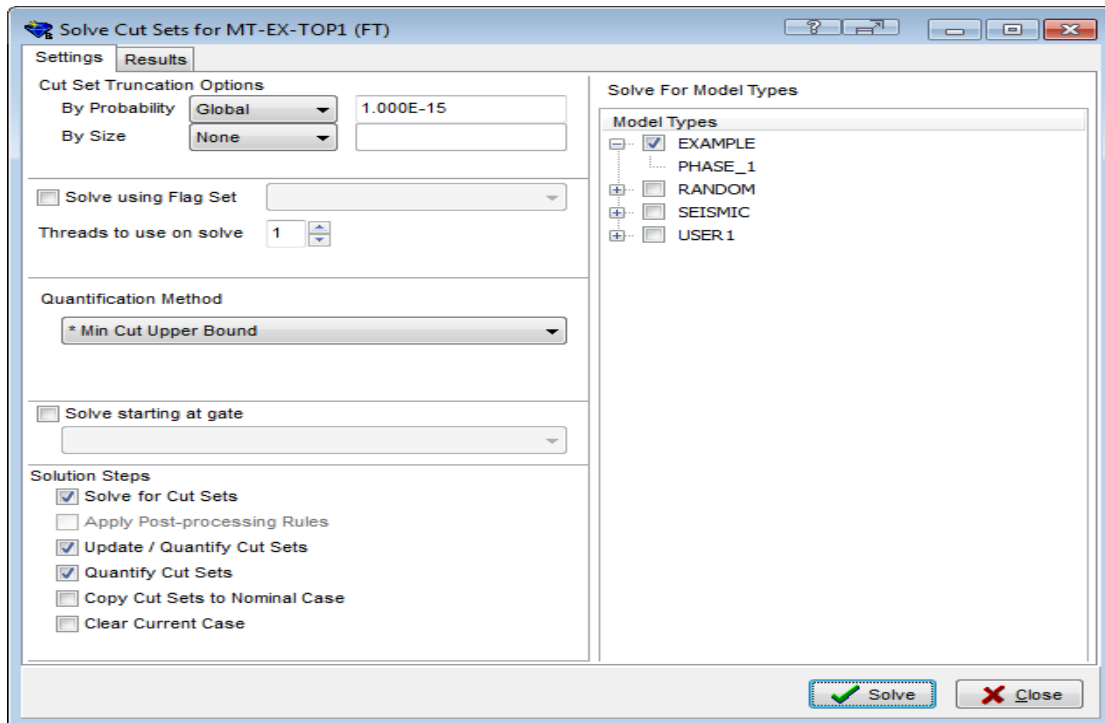 Solve Cut Sets for MT-EX-TOP1 (FT)
?
Settings Results
Cut Set Truncation Options
By Probability Global 1.000E-15
By Size None
Solve using Flag Set
Threads to use on solve 1
Quantification Method
* Min Cut Upper Bound
Solve starting at gate
Solution Steps
Solve for Cut Sets
Apply Post-processing Rules
Update / Quantify Cut Sets
Quantify Cut Sets
Copy Cut Sets to Nominal Case
Clear Current Case
Solve For Model Types
Model Types
EXAMPLE
PHASE_1
RANDOM
SEISMIC
USER1
Solve Close